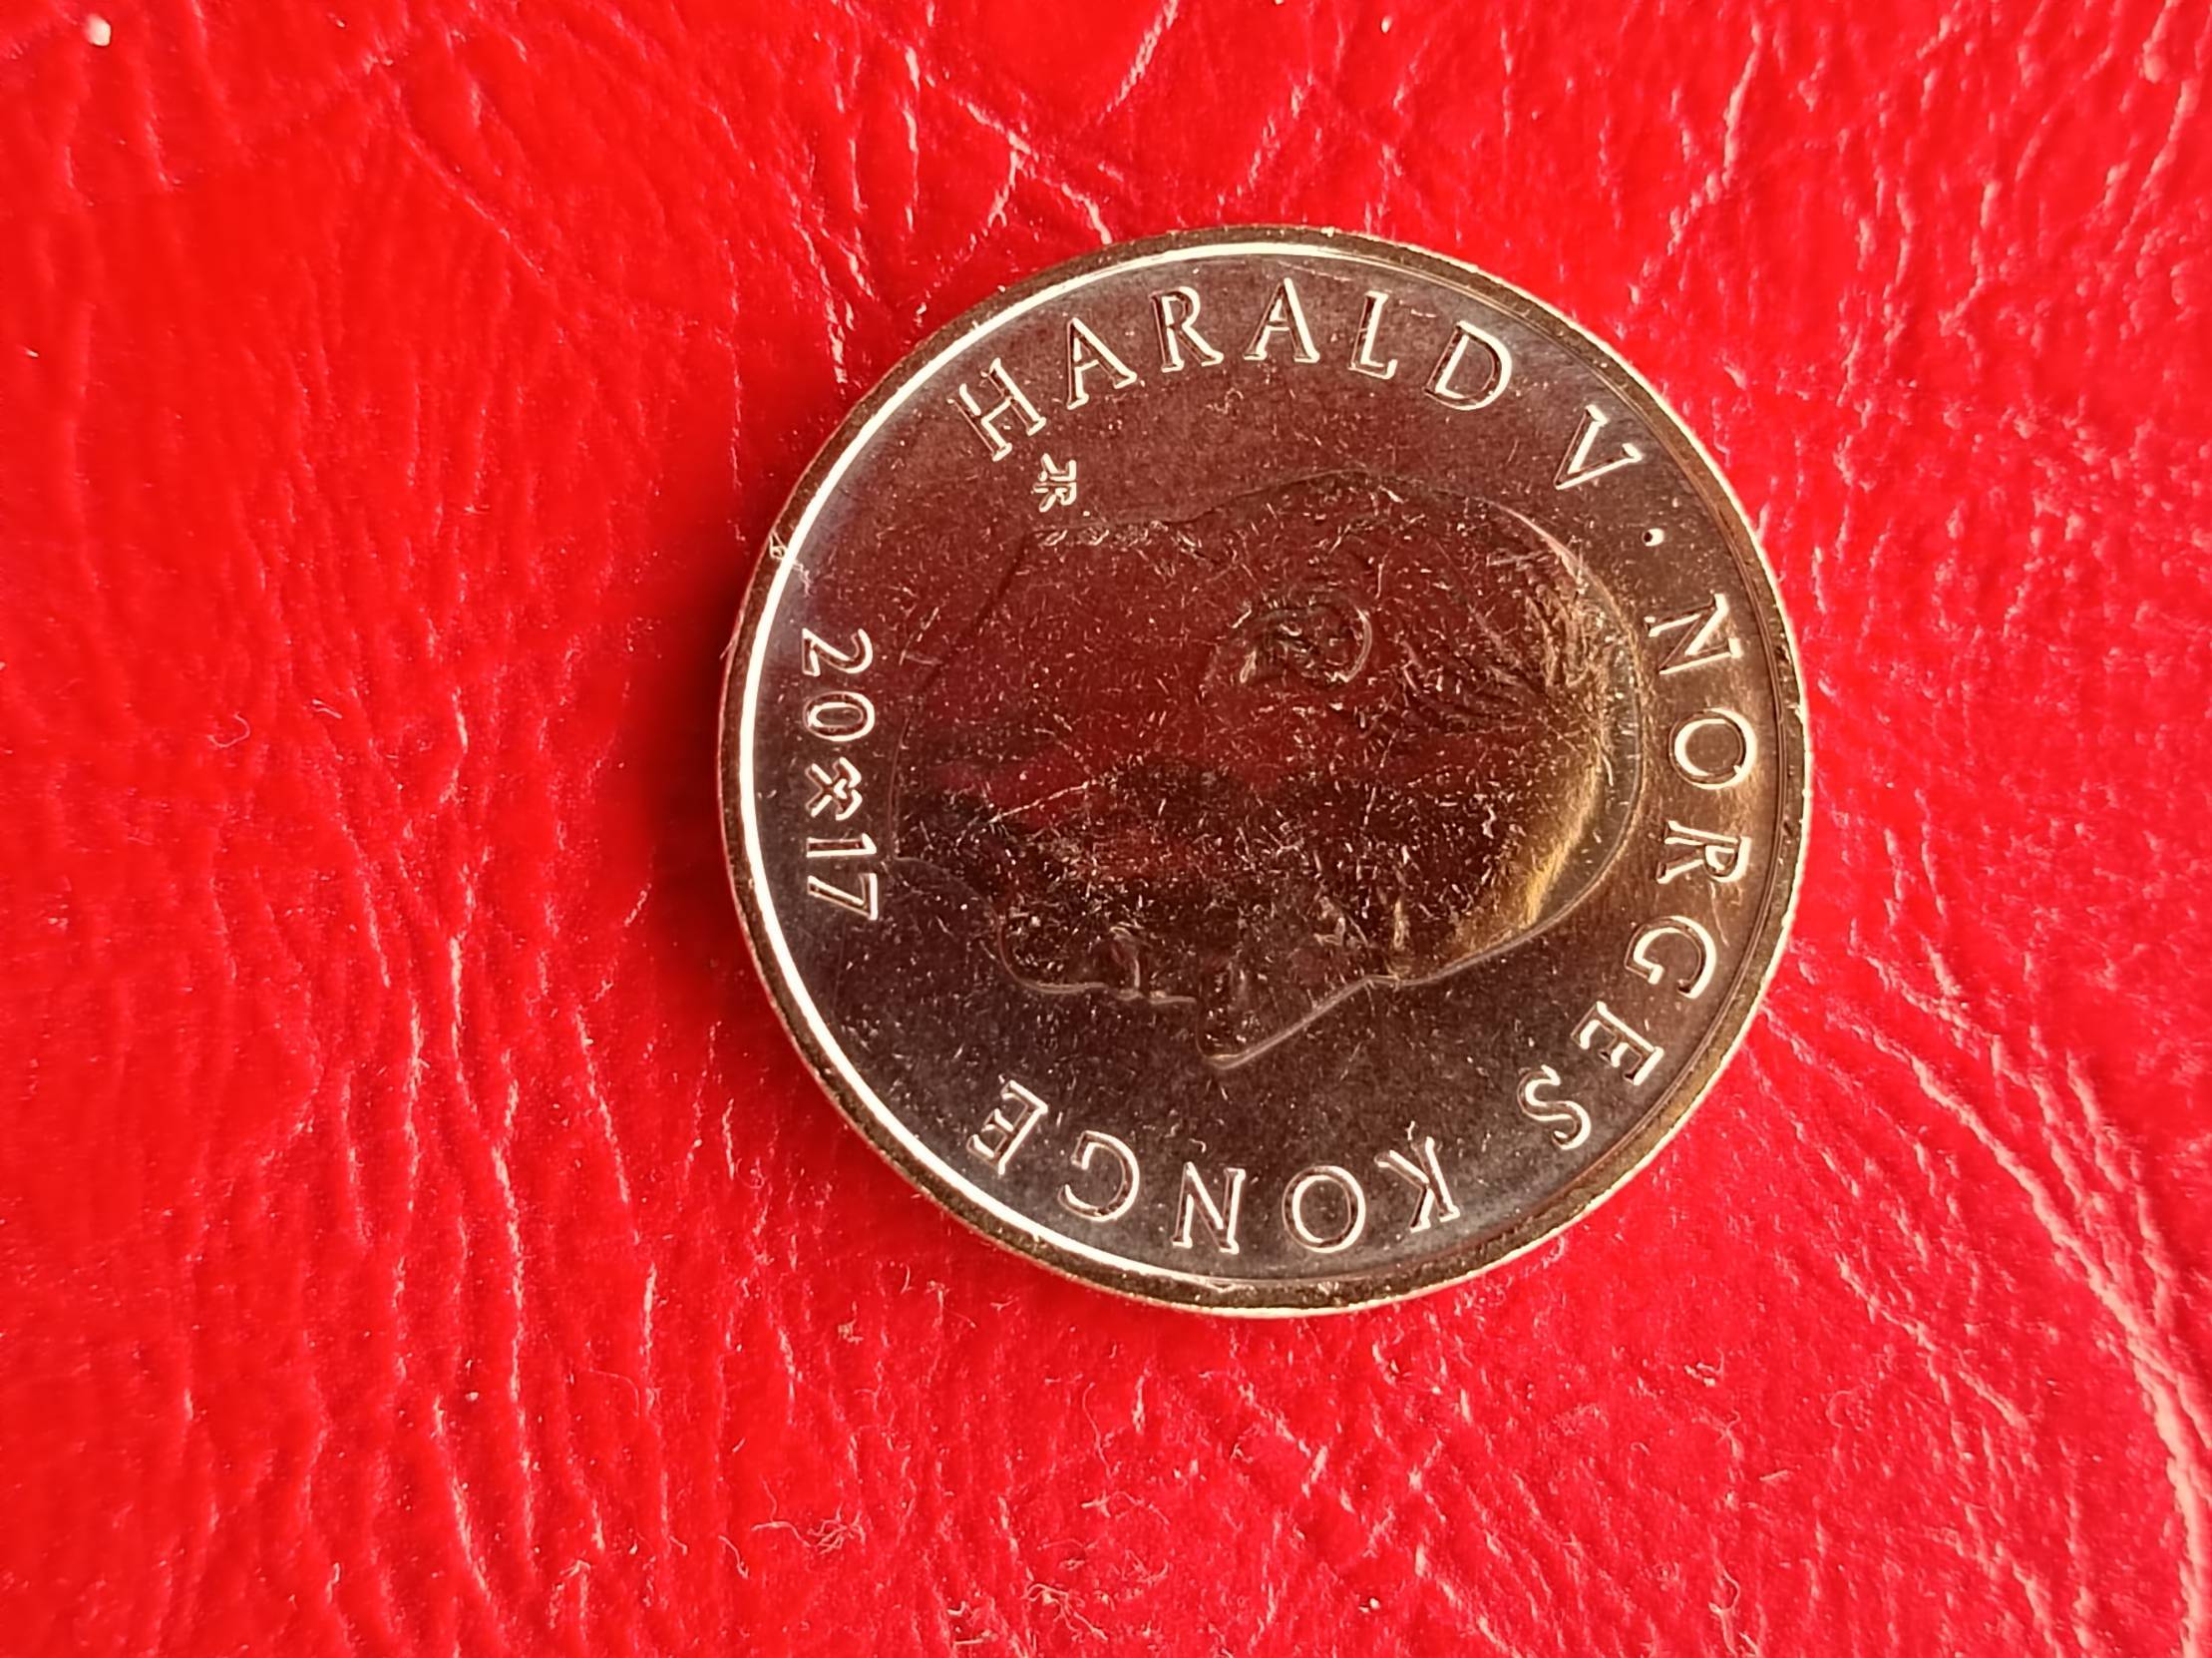 HARALD V · NORGES KONGE
20⚒17